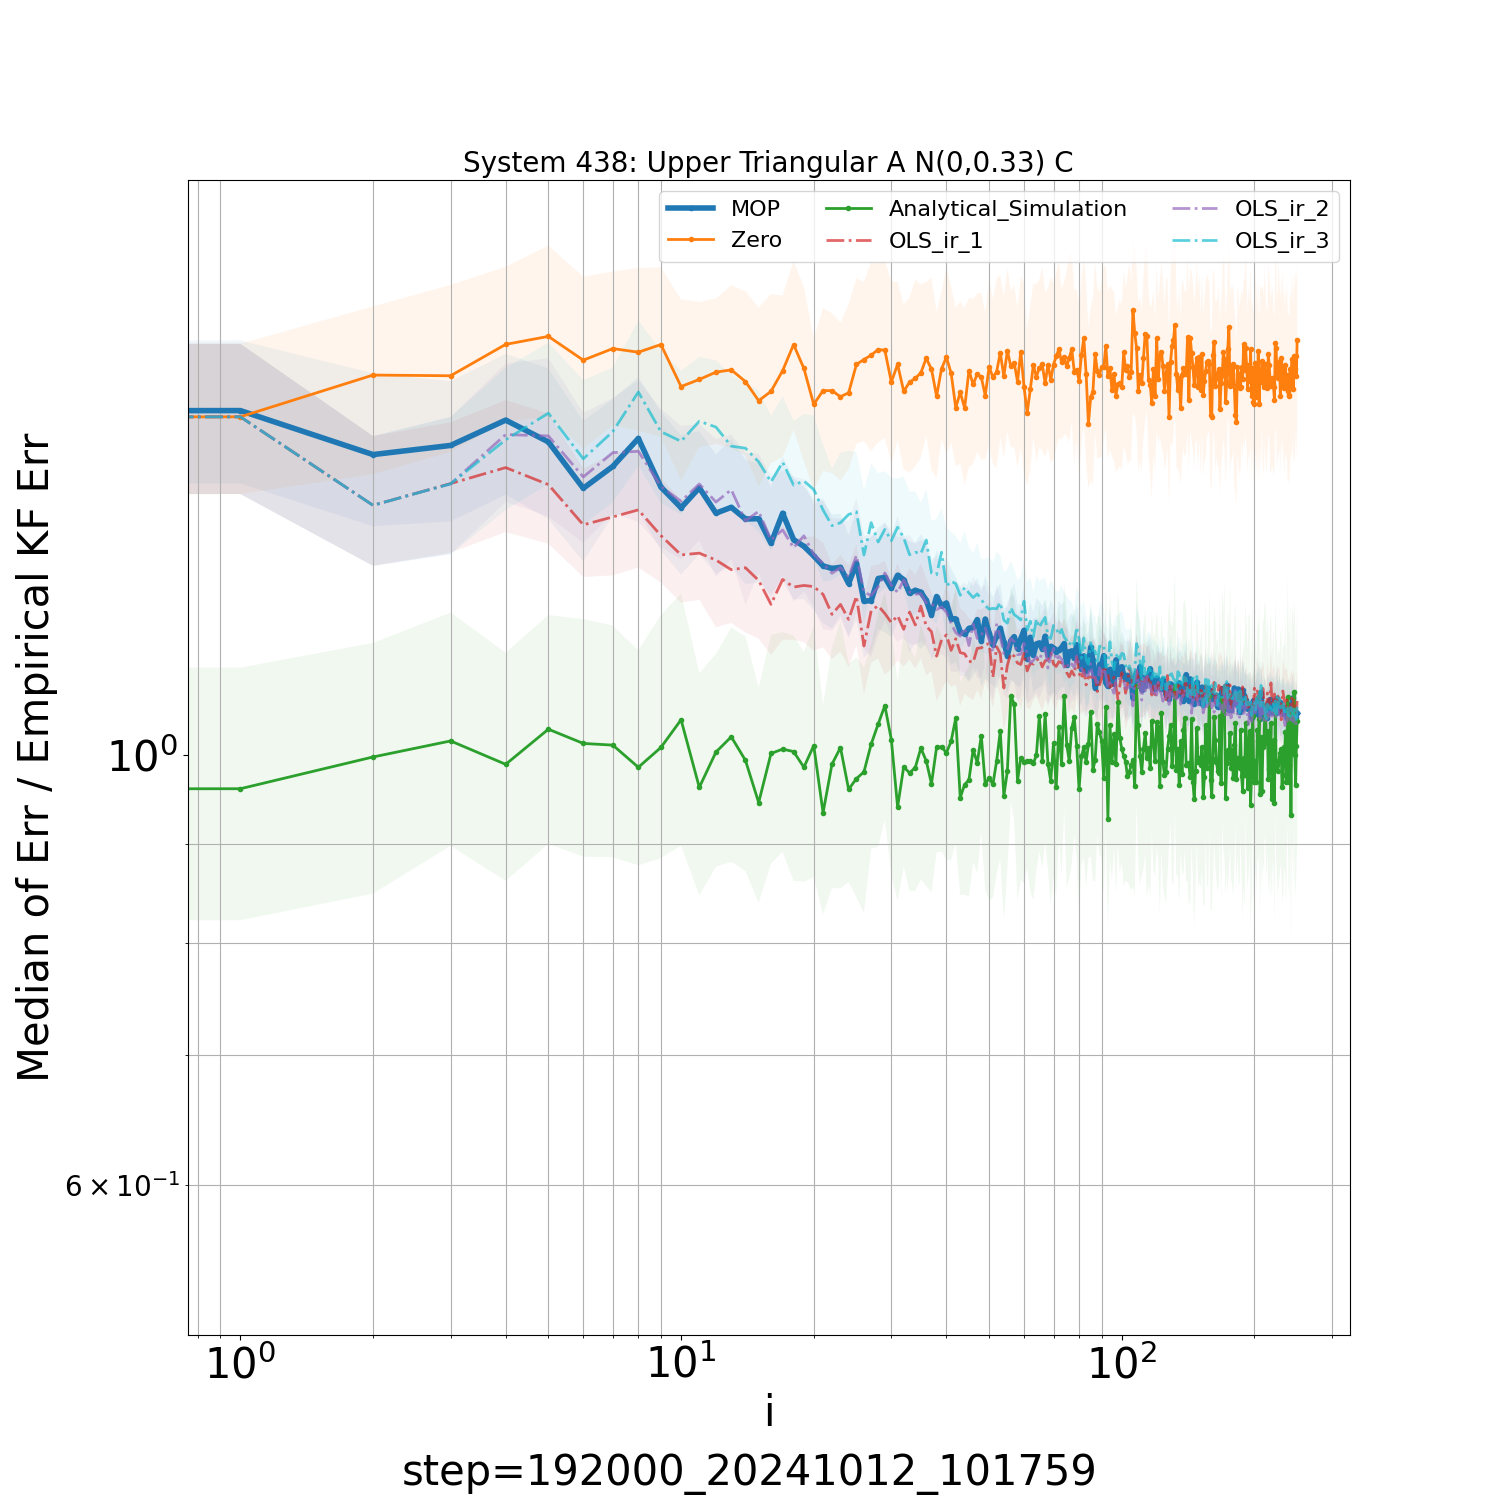 System 438: Upper Triangular A N(0,0.33) C
MOP
Zero
Analytical_Simulation
OLS_ir_1
OLS_ir_2
OLS_ir_3
Median of Err / Empirical KF Err
10⁰
6 × 10⁻¹
10⁰ 10¹ 10²
i
step=192000_20241012_101759